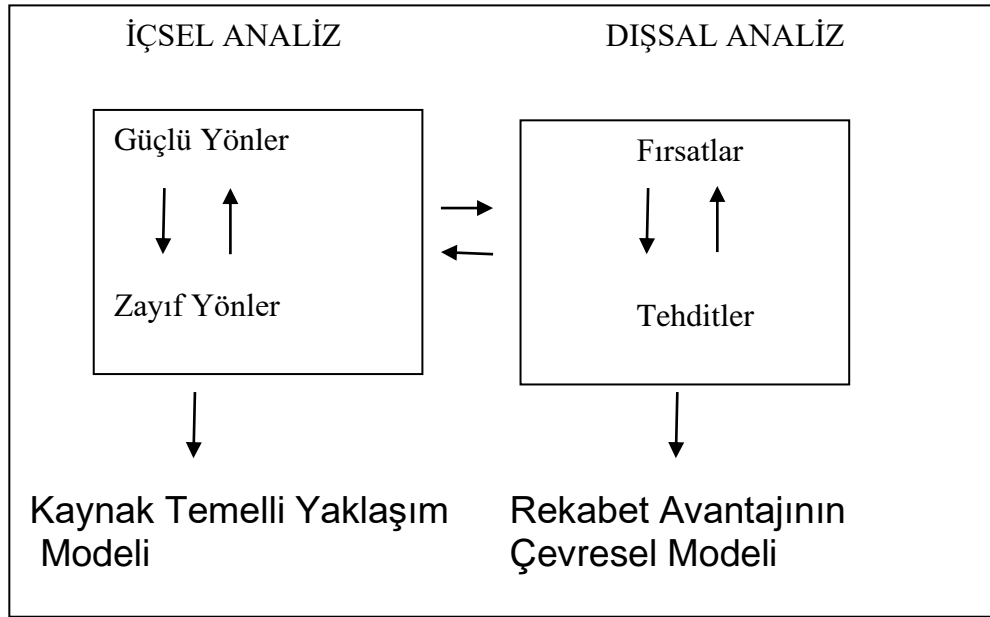 İÇSEL ANALİZ
DIŞSAL ANALİZ
Güçlü Yönler
Zayıf Yönler
Fırsatlar
Tehditler
Kaynak Temelli Yaklaşım
Modeli
Rekabet Avantajının
Çevresel Modeli